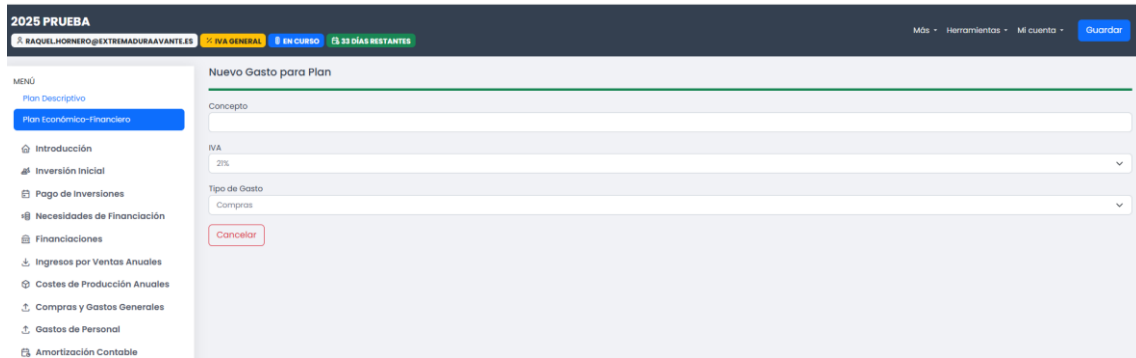 2025 PRUEBA
RAQUEL.HORNERO@EXTREMADURAAVANTE.ES IVA GENERAL EN CURSO 33 DÍAS RESTANTES
Más Herramientas Mi cuenta Guardar
MENÚ
Plan Descriptivo
Plan Económico-Financiero
Introducción
Inversión Inicial
Pago de Inversiones
Necesidades de Financiación
Financiaciones
Ingresos por Ventas Anuales
Costes de Producción Anuales
Compras y Gastos Generales
Gastos de Personal
Amortización Contable
Nuevo Gasto para Plan
Concepto
IVA
21%
Tipo de Gasto
Compras
Cancelar